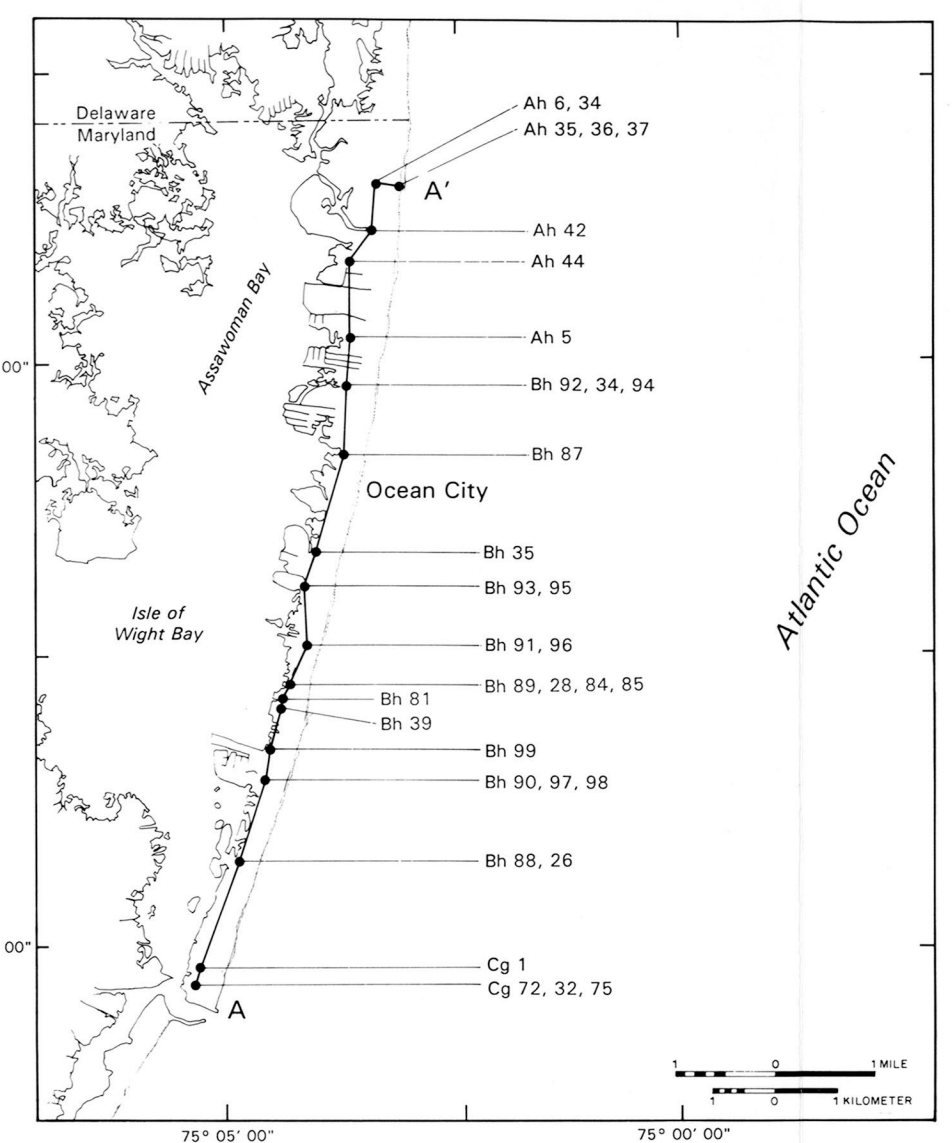 Ah 6, 34
Delaware
Maryland
Ah 35, 36, 37
A'
Ah 42
Ah 44
Assawoman Bay
Ah 5
00"
Bh 92, 34, 94
Bh 87
Ocean City
Atlantic Ocean
Bh 35
Bh 93, 95
Isle of
Wight Bay
Bh 91, 96
Bh 89, 28, 84, 85
Bh 81
Bh 39
Bh 99
Bh 90, 97, 98
Bh 88, 26
00"
Cg 1
Cg 72, 32, 75
A
1 0 1 MILE
1 0 1 KILOMETER
75° 05' 00"
75° 00' 00"